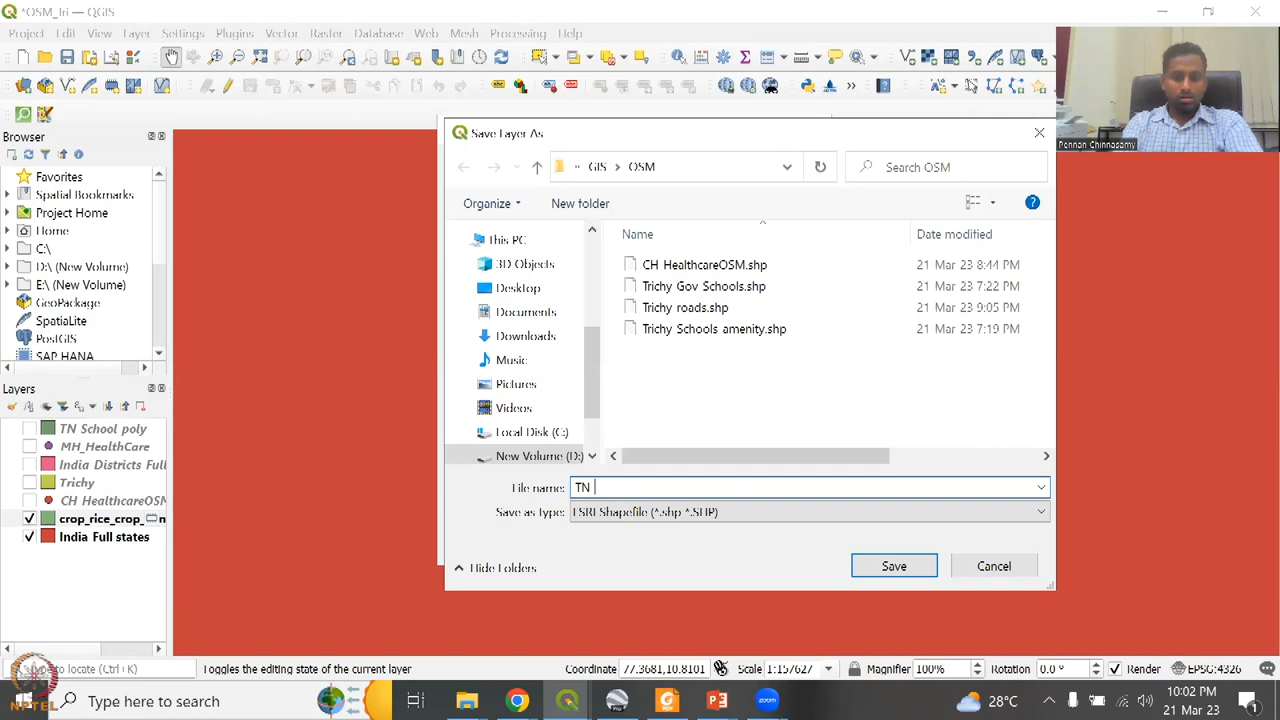 *OSM_tri — QGIS
Project Edit View Layer Settings Plugins Vector Raster Database Web Mesh Processing Help
Pennan Chinnasamy
Browser
Favorites
Spatial Bookmarks
Project Home
Home
C:\
D:\ (New Volume)
E:\ (New Volume)
GeoPackage
SpatiaLite
PostGIS
SAP HANA
Layers
TN School poly
MH_HealthCare
India Districts Full
Trichy
CH HealthcareOSM
crop_rice_crop_
India Full states
Save Layer As
« GIS › OSM
Search OSM
Organize
New folder
This PC
3D Objects
Desktop
Documents
Downloads
Music
Pictures
Videos
Local Disk (C:)
New Volume (D:)
Name Date modified
CH HealthcareOSM.shp 21 Mar 23 8:44 PM
Trichy Gov Schools.shp 21 Mar 23 7:22 PM
Trichy roads.shp 21 Mar 23 9:05 PM
Trichy Schools amenity.shp 21 Mar 23 7:19 PM
File name: TN
Save as type: ESRI Shapefile (*.shp *.SHP)
Hide Folders
Save
Cancel
to locate (Ctrl+K) Toggles the editing state of the current layer Coordinate 77.3681,10.8101 Scale 1:157627 Magnifier 100% Rotation 0.0 ° Render EPSG:4326
NPTEL
Type here to search
28°C
10:02 PM
21 Mar 23
1